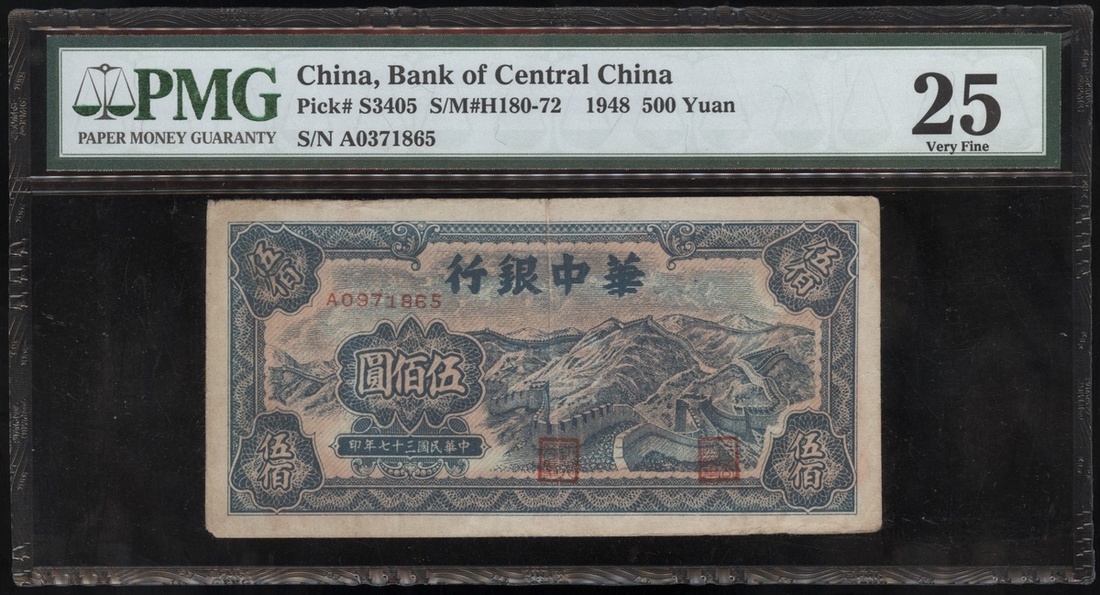 PMG
PAPER MONEY GUARANTY
China, Bank of Central China
Pick# S3405 S/M#H180-72 1948 500 Yuan
S/N A0371865
25
Very Fine
伍佰
伍佰
華中銀行
A0371865
伍佰圓
中華民國三十七年印
伍佰
伍佰